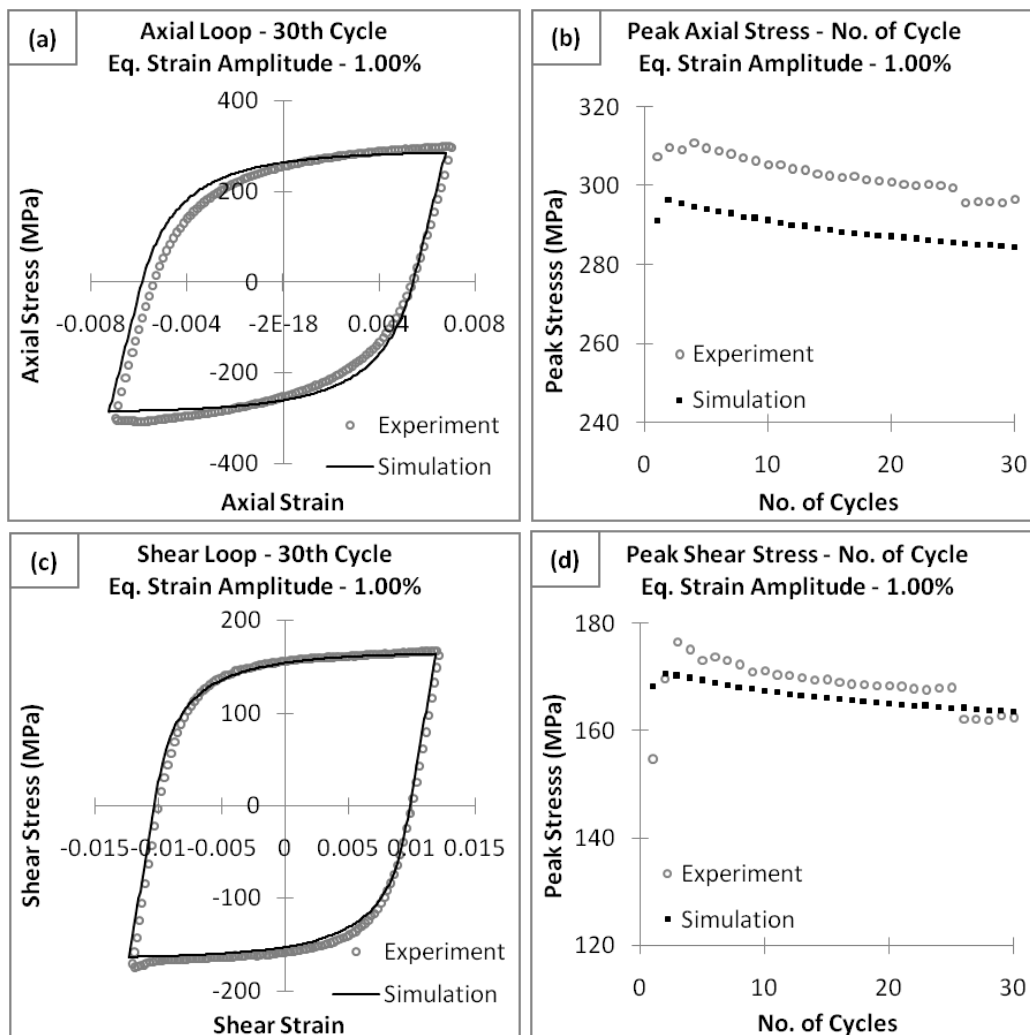 (a)
Axial Loop - 30th Cycle
Eq. Strain Amplitude - 1.00%
400
200
0
-0.008 -0.004 -2E-18 0.004 0.008
-200
-400
Axial Stress (MPa)
Experiment
Simulation
Axial Strain
(b)
Peak Axial Stress - No. of Cycle
Eq. Strain Amplitude - 1.00%
320
300
280
260
240
Peak Stresss (MPa)
Experiment
Simulation
0 10 20 30
No. of Cycles
(c)
Shear Loop - 30th Cycle
Eq. Strain Amplitude - 1.00%
200
100
0
-0.015 -0.01 -0.005 0 0.005 0.01 0.015
-100
-200
Shear Stress (MPa)
Experiment
Simulation
Shear Strain
(d)
Peak Shear Stress - No. of Cycle
Eq. Strain Amplitude - 1.00%
180
160
140
120
Peak Stresss (MPa)
Experiment
Simulation
0 10 20 30
No. of Cycles